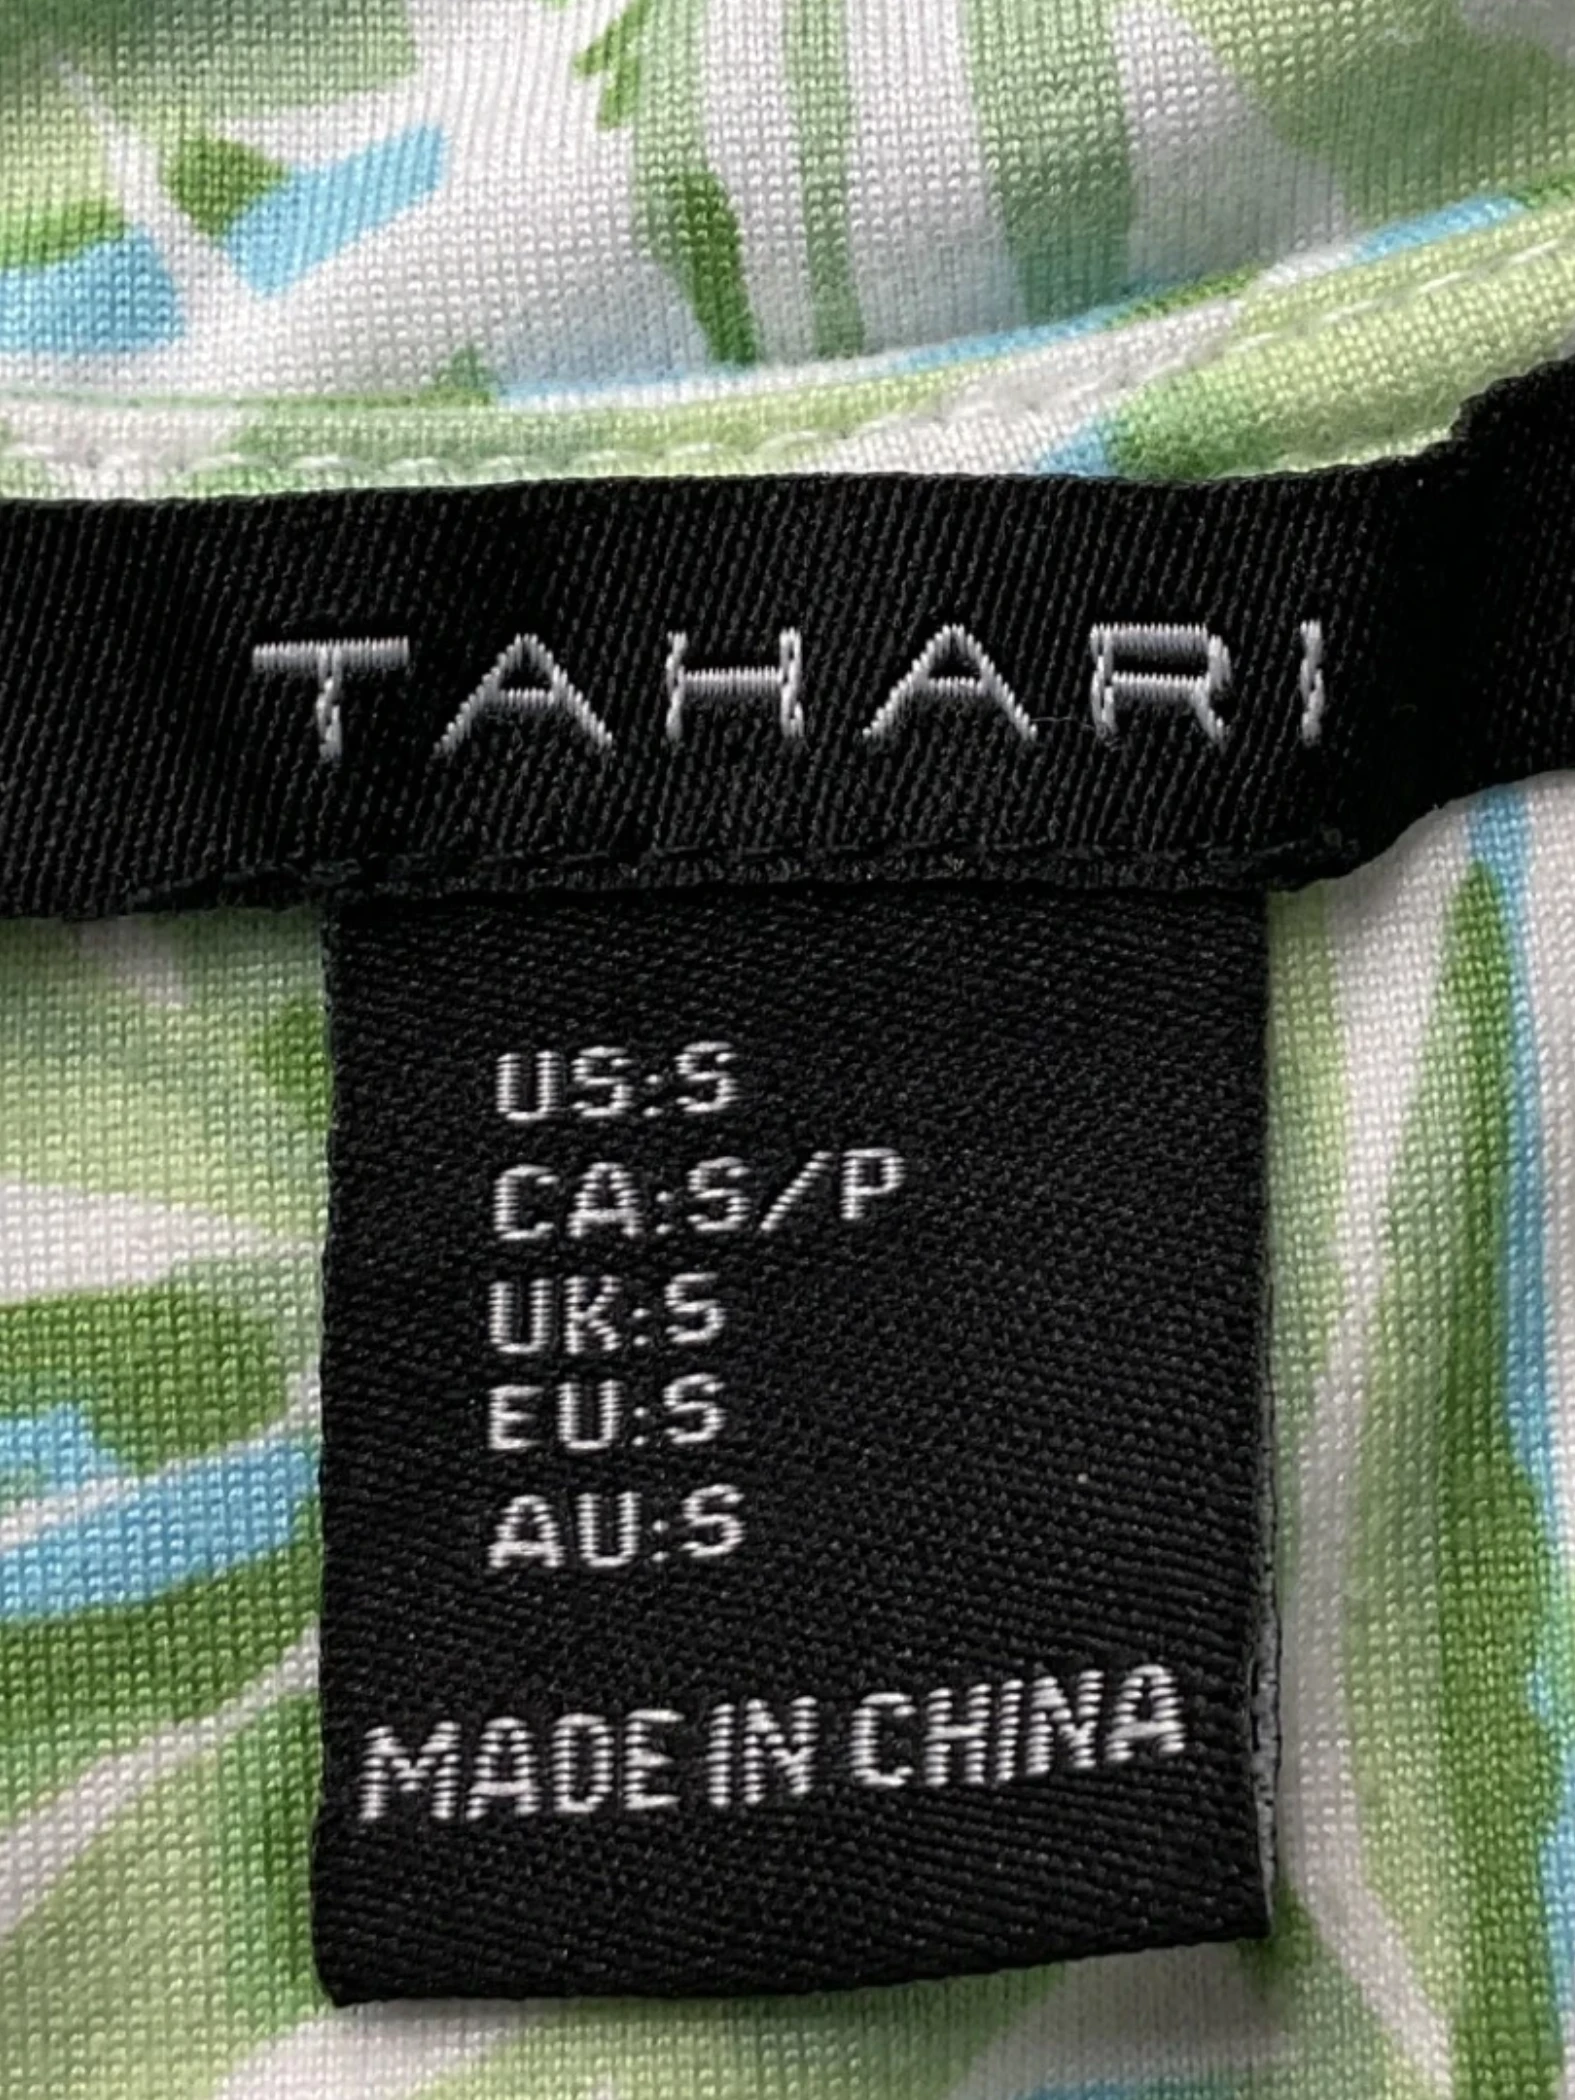 TAHARI
US:S
CA:S/P
UK:S
EU:S
AU:S
MADE IN CHINA